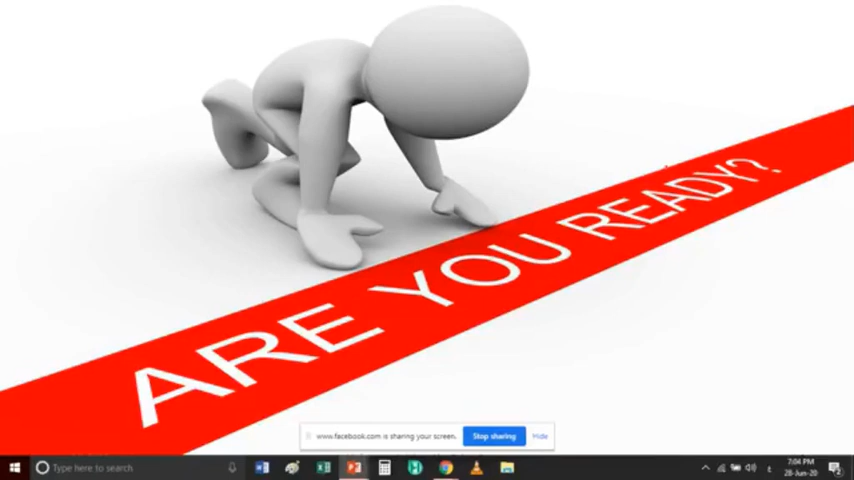 ARE YOU READY?
www.facebook.com is sharing your screen. Stop sharing Hide
Type here to search
7:04 PM
28-Jun-20